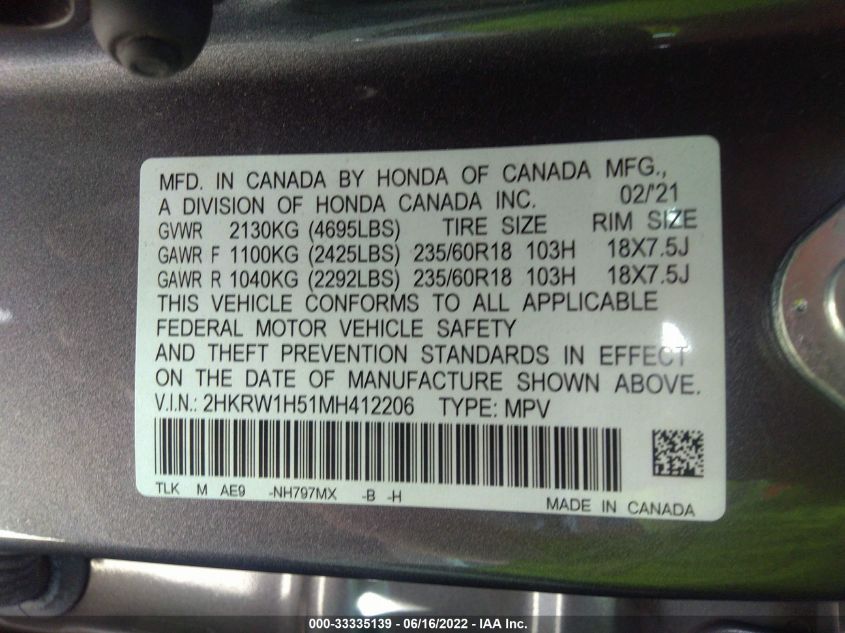 MFD. IN CANADA BY HONDA OF CANADA MFG.,
A DIVISION OF HONDA CANADA INC. 02/'21
GVWR 2130KG (4695LBS) TIRE SIZE RIM SIZE
GAWR F 1100KG (2425LBS) 235/60R18 103H 18X7.5J
GAWR R 1040KG (2292LBS) 235/60R18 103H 18X7.5J
THIS VEHICLE CONFORMS TO ALL APPLICABLE
FEDERAL MOTOR VEHICLE SAFETY
AND THEFT PREVENTION STANDARDS IN EFFECT
ON THE DATE OF MANUFACTURE SHOWN ABOVE.
V.I.N.: 2HKRW1H51MH412206 TYPE: MPV
TLK M AE9 -NH797MX -B -H
MADE IN CANADA
000-33335139 - 06/16/2022 - IAA Inc.